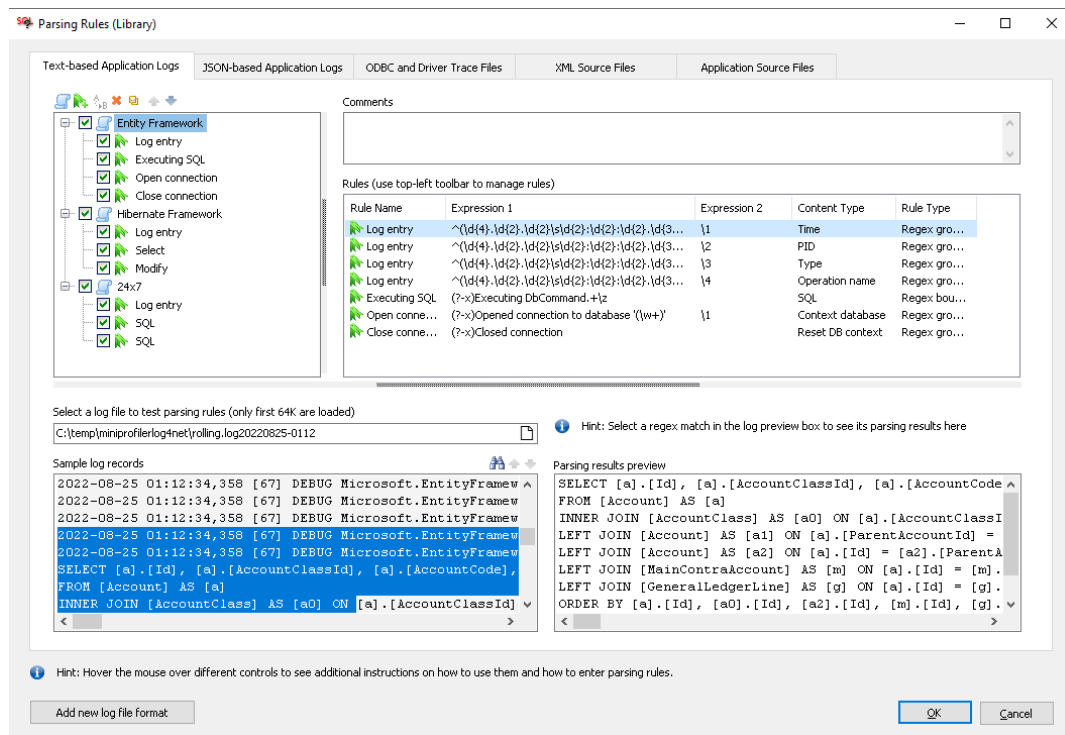 Parsing Rules (Library)
Text-based Application Logs
JSON-based Application Logs
ODBC and Driver Trace Files
XML Source Files
Application Source Files
Entity Framework
Log entry
Executing SQL
Open connection
Close connection
Hibernate Framework
Log entry
Select
Modify
24x7
Log entry
SQL
SQL
Comments
Rules (use top-left toolbar to manage rules)
Rule Name Expression 1 Expression 2 Content Type Rule Type
Log entry ^(\d{4}.\d{2}.\d{2}\s\d{2}:\d{2}:\d{2}.\d{3... \1 Time Regex gro...
Log entry ^(\d{4}.\d{2}.\d{2}\s\d{2}:\d{2}:\d{2}.\d{3... \2 PID Regex gro...
Log entry ^(\d{4}.\d{2}.\d{2}\s\d{2}:\d{2}:\d{2}.\d{3... \3 Type Regex gro...
Log entry ^(\d{4}.\d{2}.\d{2}\s\d{2}:\d{2}:\d{2}.\d{3... \4 Operation name Regex gro...
Executing SQL (?-x)Executing DbCommand.+\z SQL Regex bou...
Open conne... (?-x)Opened connection to database '(\w+)' \1 Context database Regex gro...
Close conne... (?-x)Closed connection Reset DB context Regex gro...
Select a log file to test parsing rules (only first 64K are loaded)
C:\temp\miniprofilerlog4net\rolling.log20220825-0112
Hint: Select a regex match in the log preview box to see its parsing results here
Sample log records
2022-08-25 01:12:34,358 [67] DEBUG Microsoft.EntityFramew
2022-08-25 01:12:34,358 [67] DEBUG Microsoft.EntityFramew
2022-08-25 01:12:34,358 [67] DEBUG Microsoft.EntityFramew
2022-08-25 01:12:34,358 [67] DEBUG Microsoft.EntityFramew
2022-08-25 01:12:34,358 [67] DEBUG Microsoft.EntityFramew
SELECT [a].[Id], [a].[AccountClassId], [a].[AccountCode],
FROM [Account] AS [a]
INNER JOIN [AccountClass] AS [a0] ON [a].[AccountClassId]
Parsing results preview
SELECT [a].[Id], [a].[AccountClassId], [a].[AccountCode
FROM [Account] AS [a]
INNER JOIN [AccountClass] AS [a0] ON [a].[AccountClassI
LEFT JOIN [Account] AS [a1] ON [a].[ParentAccountId] =
LEFT JOIN [Account] AS [a2] ON [a].[Id] = [a2].[ParentA
LEFT JOIN [MainContraAccount] AS [m] ON [a].[Id] = [m].
LEFT JOIN [GeneralLedgerLine] AS [g] ON [a].[Id] = [g].
ORDER BY [a].[Id], [a0].[Id], [a2].[Id], [m].[Id], [g].
Hint: Hover the mouse over different controls to see additional instructions on how to use them and how to enter parsing rules.
Add new log file format
OK
Cancel